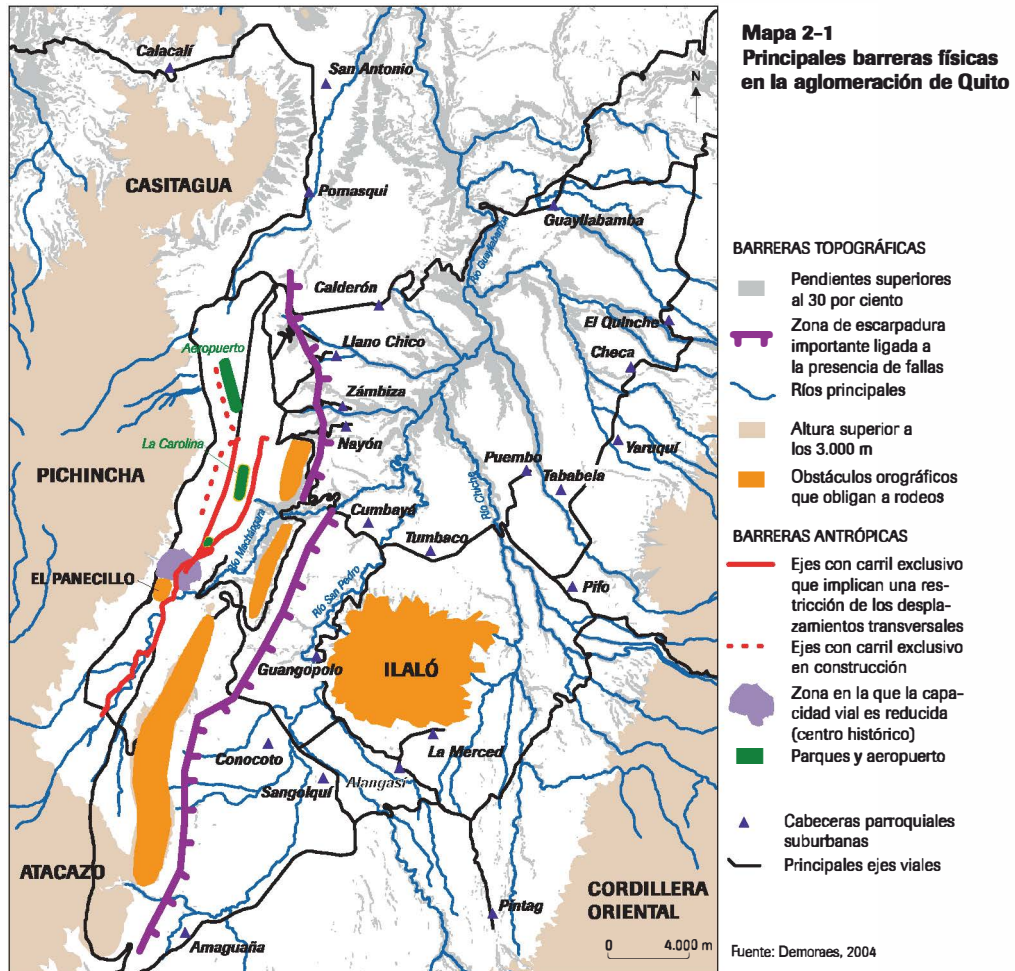 Mapa 2-1
Principales barreras físicas
en la aglomeración de Quito
N
Calacalí
San Antonio
CASITAGUA
Pomasqui
Guayllabamba
Río Guayllabamba
Calderón
El Quinche
Llano Chico
Checa
Aeropuerto
Zámbiza
La Carolina
Nayón
Yaruquí
PICHINCHA
Puembo
Tababela
Río Chiche
Cumbayá
Río Machángara
Tumbaco
EL PANECILLO
Pifo
Río San Pedro
Guangopolo
ILALÓ
La Merced
Conocoto
Alangasí
Sangolquí
ATACAZO
CORDILLERA
ORIENTAL
Pintag
Amaguaña
0 4.000 m
BARRERAS TOPOGRÁFICAS
Pendientes superiores
al 30 por ciento
Zona de escarpadura
importante ligada a
la presencia de fallas
Ríos principales
Altura superior a
los 3.000 m
Obstáculos orográficos
que obligan a rodeos
BARRERAS ANTRÓPICAS
Ejes con carril exclusivo
que implican una res-
tricción de los despla-
zamientos transversales
Ejes con carril exclusivo
en construcción
Zona en la que la capa-
cidad vial es reducida
(centro histórico)
Parques y aeropuerto
Cabeceras parroquiales
suburbanas
Principales ejes viales
Fuente: Demoraes, 2004